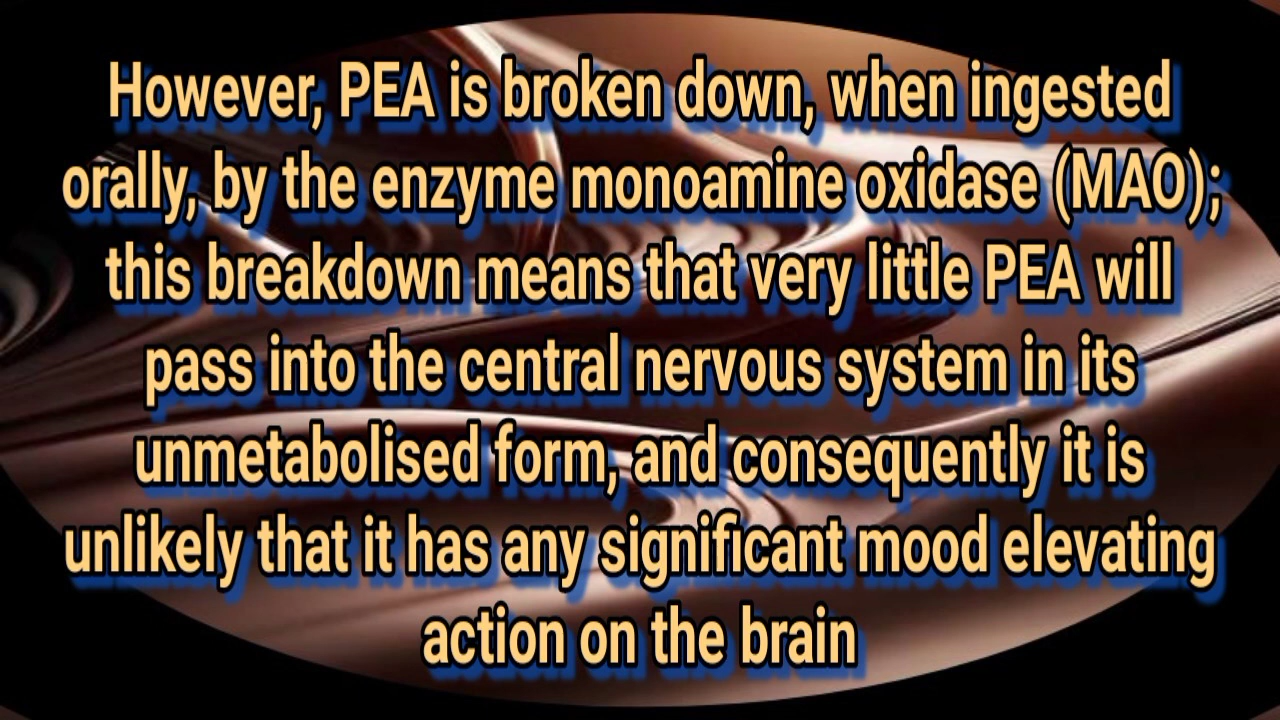 However, PEA is broken down, when ingested
orally, by the enzyme monoamine oxidase (MAO);
this breakdown means that very little PEA will
pass into the central nervous system in its
unmetabolised form, and consequently it is
unlikely that it has any significant mood elevating
action on the brain